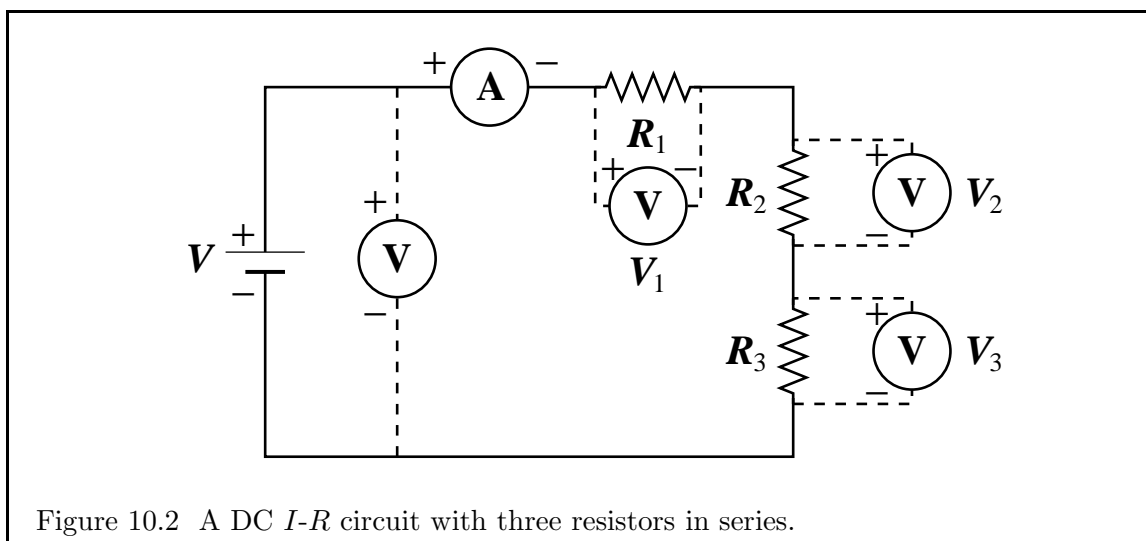 + A −
R₁
+ −
V
V₁
+
R₂ V V₂
−
+
V V
−
+
−
+
R₃ V V₃
−
Figure 10.2 A DC I-R circuit with three resistors in series.